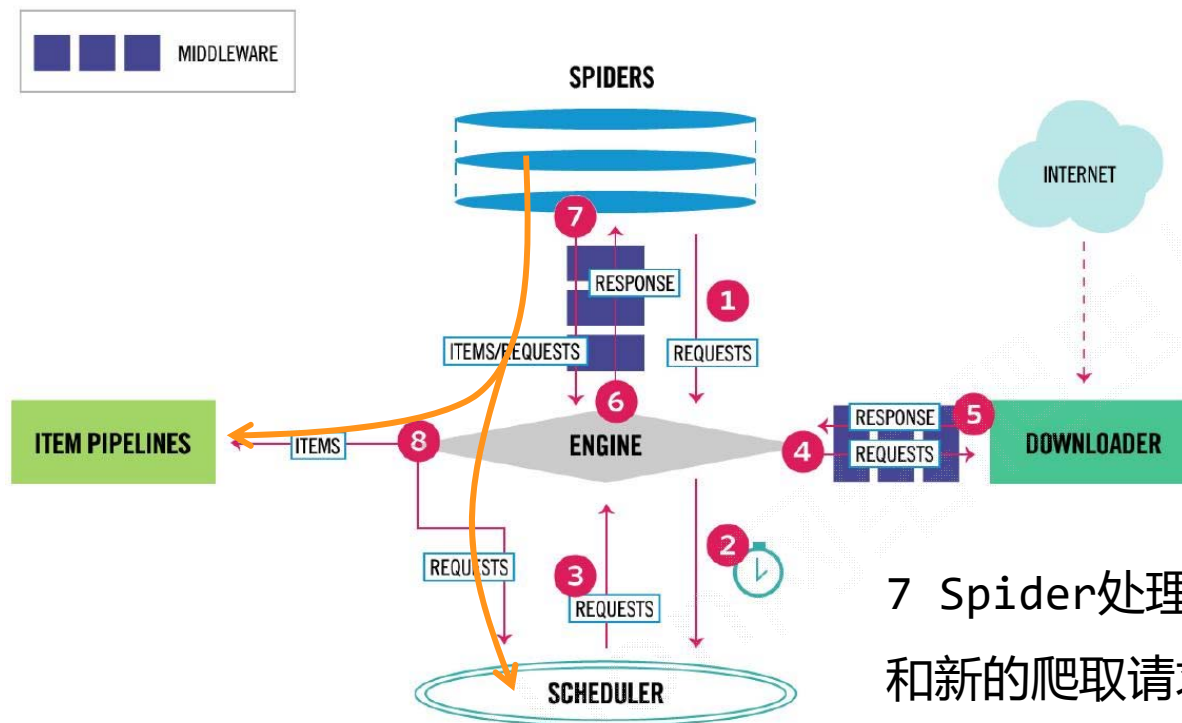 MIDDLEWARE
SPIDERS
INTERNET
7
RESPONSE
1
ITEMS/REQUESTS
REQUESTS
6
ITEM PIPELINES
ITEMS
8
ENGINE
4
RESPONSE
REQUESTS
5
DOWNLOADER
REQUESTS
3
REQUESTS
2
SCHEDULER
7 Spider处理
和新的爬取请